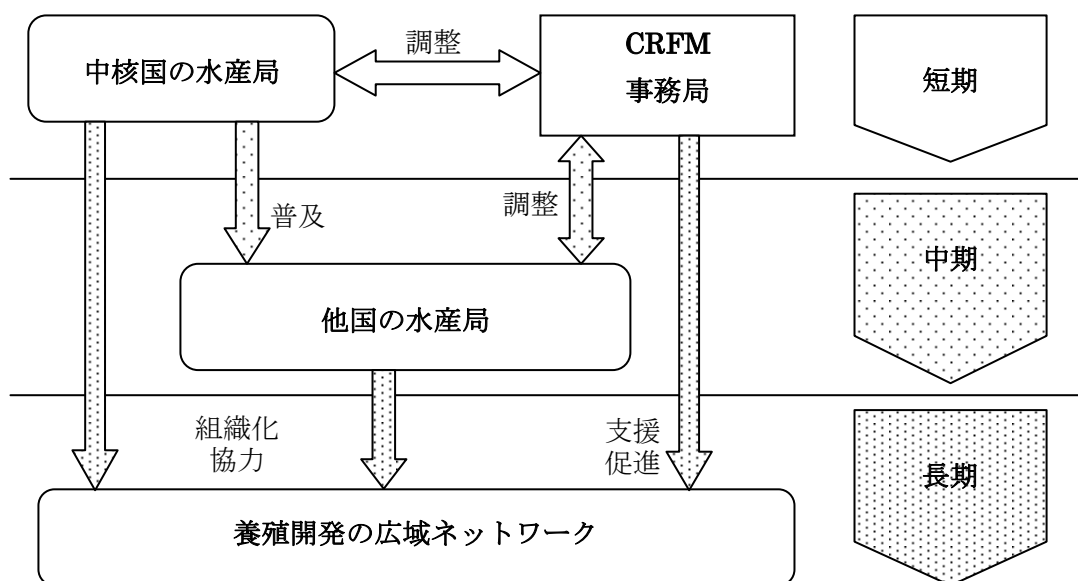 調整
中核国の水産局
CRFM
事務局
短期
普及
調整
中期
他国の水産局
組織化
協力
支援
促進
長期
養殖開発の広域ネットワーク